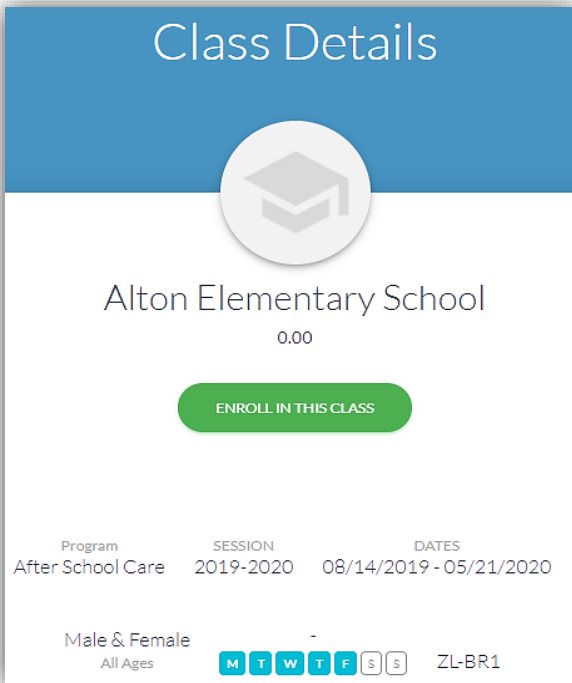 Class Details
Alton Elementary School
0.00
ENROLL IN THIS CLASS
Program SESSION DATES
After School Care 2019-2020 08/14/2019 - 05/21/2020
Male & Female -
All Ages M T W T F S S ZL-BR1